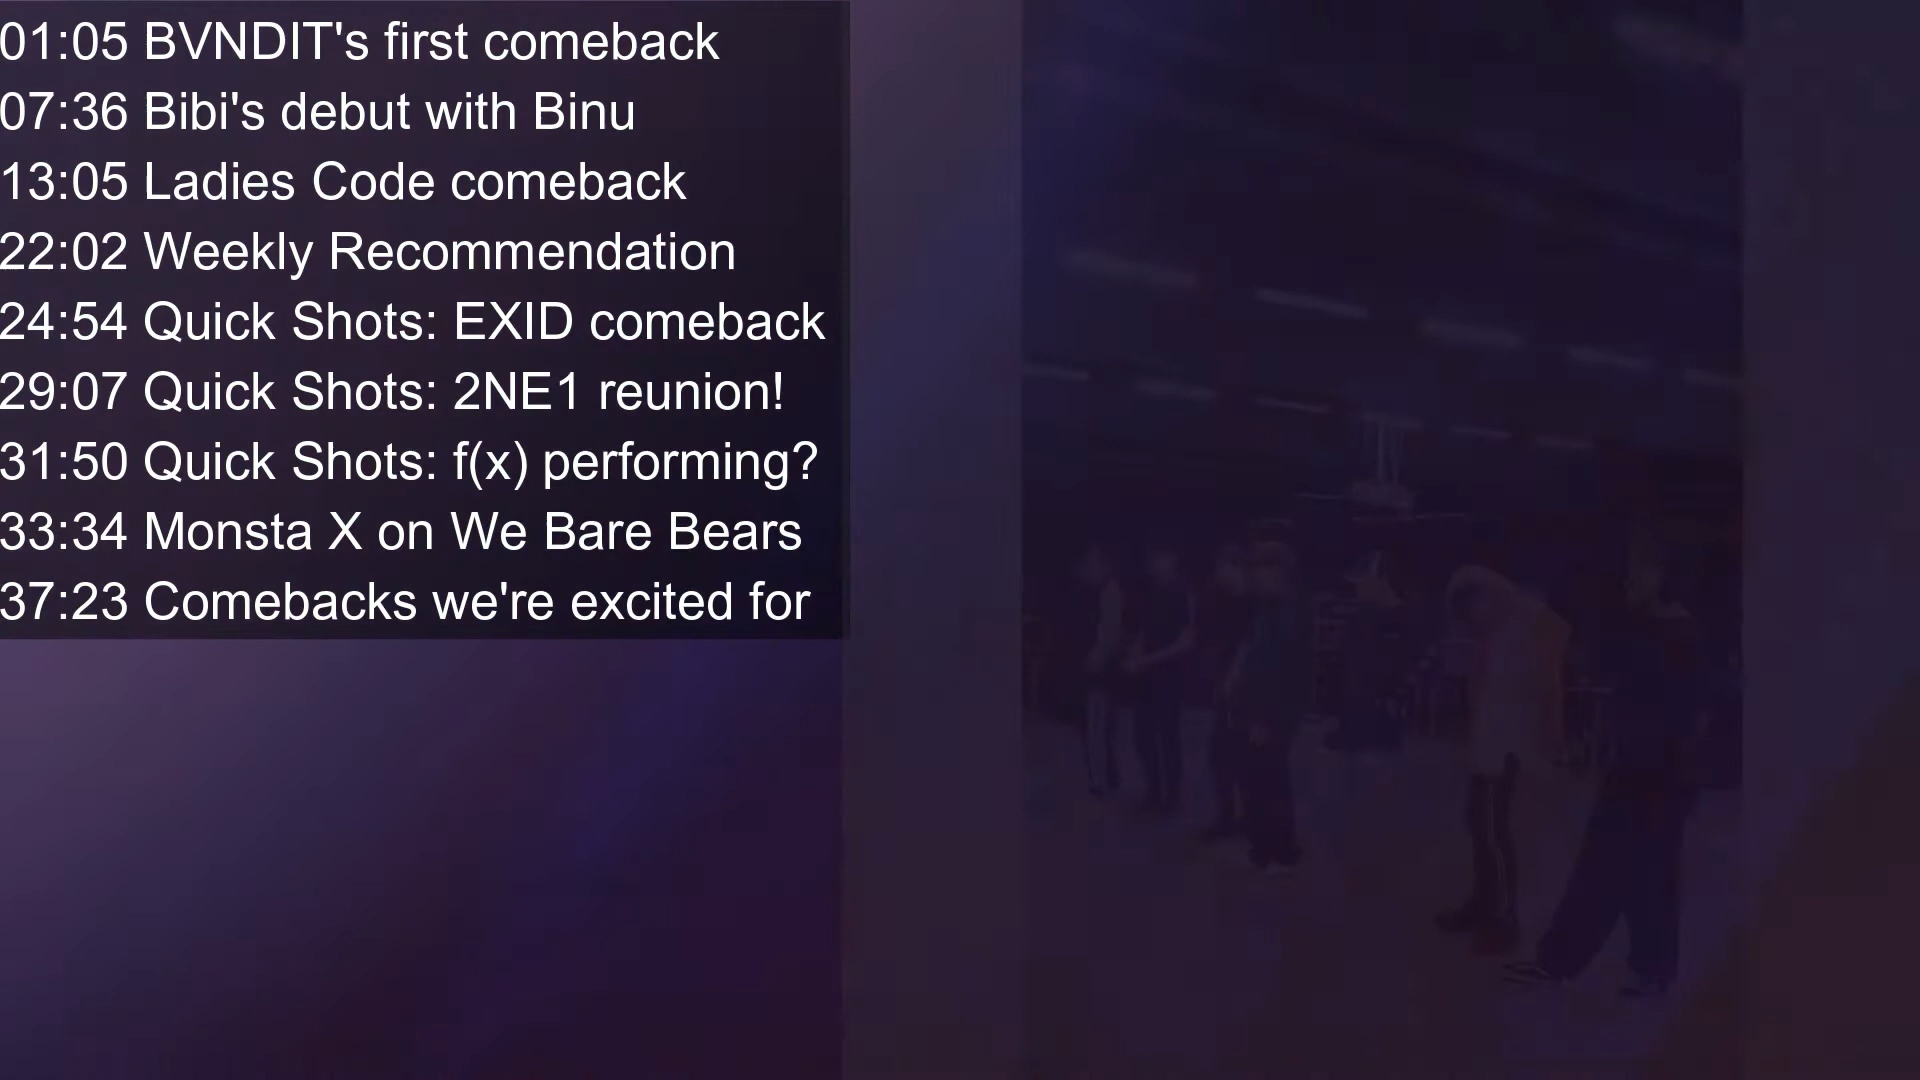 01:05 BVNDIT's first comeback
07:36 Bibi's debut with Binu
13:05 Ladies Code comeback
22:02 Weekly Recommendation
24:54 Quick Shots: EXID comeback
29:07 Quick Shots: 2NE1 reunion!
31:50 Quick Shots: f(x) performing?
33:34 Monsta X on We Bare Bears
37:23 Comebacks we're excited for